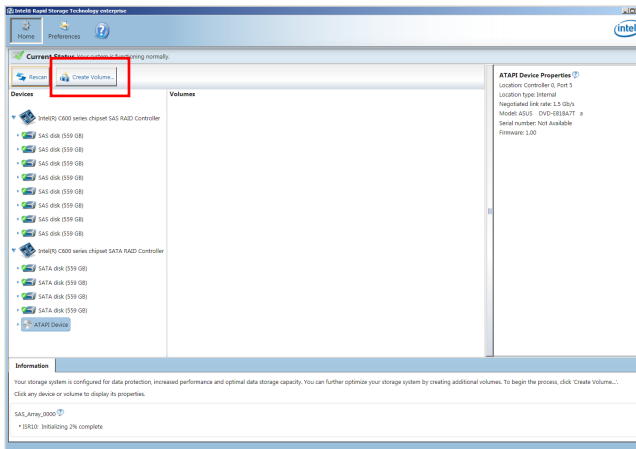 Intel® Rapid Storage Technology enterprise
Home
Preferences
intel
Current Status Your system is functioning normally.
Rescan
Create Volume...
Devices
Volumes
Intel(R) C600 series chipset SAS RAID Controller
SAS disk (559 GB)
SAS disk (559 GB)
SAS disk (559 GB)
SAS disk (559 GB)
SAS disk (559 GB)
SAS disk (559 GB)
SAS disk (559 GB)
SAS disk (559 GB)
Intel(R) C600 series chipset SATA RAID Controller
SATA disk (559 GB)
SATA disk (559 GB)
SATA disk (559 GB)
SATA disk (559 GB)
ATAPI Device
ATAPI Device Properties
Location: Controller 0, Port 5
Location type: Internal
Negotiated link rate: 1.5 Gb/s
Model: ASUS DVD-E818A7T a
Serial number: Not Available
Firmware: 1.00
Information
Your storage system is configured for data protection, increased performance and optimal data storage capacity. You can further optimize your storage system by creating additional volumes. To begin the process, click 'Create Volume...'.
Click any device or volume to display its properties.
SAS_Array_0000
• ISR10: Initializing 2% complete